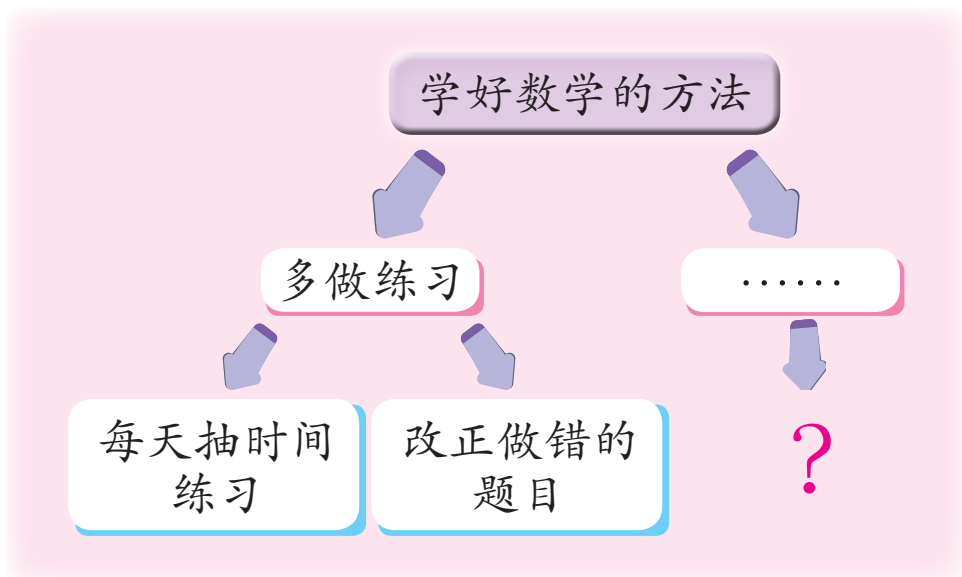 学好数学的方法
多做练习
……
每天抽时间
练习
改正做错的
题目
?